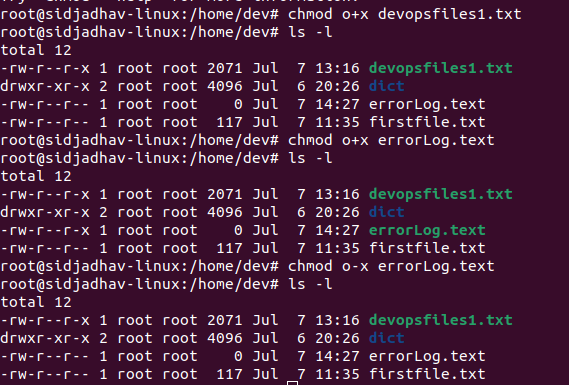 root@sidjadhav-linux:/home/dev# chmod o+x devopsfiles1.txt
root@sidjadhav-linux:/home/dev# ls -l
total 12
-rw-r--r-x 1 root root 2071 Jul  7 13:16 devopsfiles1.txt
drwxr-xr-x 2 root root 4096 Jul  6 20:26 dict
-rw-r--r-- 1 root root    0 Jul  7 14:27 errorLog.text
-rw-r--r-- 1 root root  117 Jul  7 11:35 firstfile.txt
root@sidjadhav-linux:/home/dev# chmod o+x errorLog.text
root@sidjadhav-linux:/home/dev# ls -l
total 12
-rw-r--r-x 1 root root 2071 Jul  7 13:16 devopsfiles1.txt
drwxr-xr-x 2 root root 4096 Jul  6 20:26 dict
-rw-r--r-x 1 root root    0 Jul  7 14:27 errorLog.text
-rw-r--r-- 1 root root  117 Jul  7 11:35 firstfile.txt
root@sidjadhav-linux:/home/dev# chmod o-x errorLog.text
root@sidjadhav-linux:/home/dev# ls -l
total 12
-rw-r--r-x 1 root root 2071 Jul  7 13:16 devopsfiles1.txt
drwxr-xr-x 2 root root 4096 Jul  6 20:26 dict
-rw-r--r-- 1 root root    0 Jul  7 14:27 errorLog.text
-rw-r--r-- 1 root root  117 Jul  7 11:35 firstfile.txt